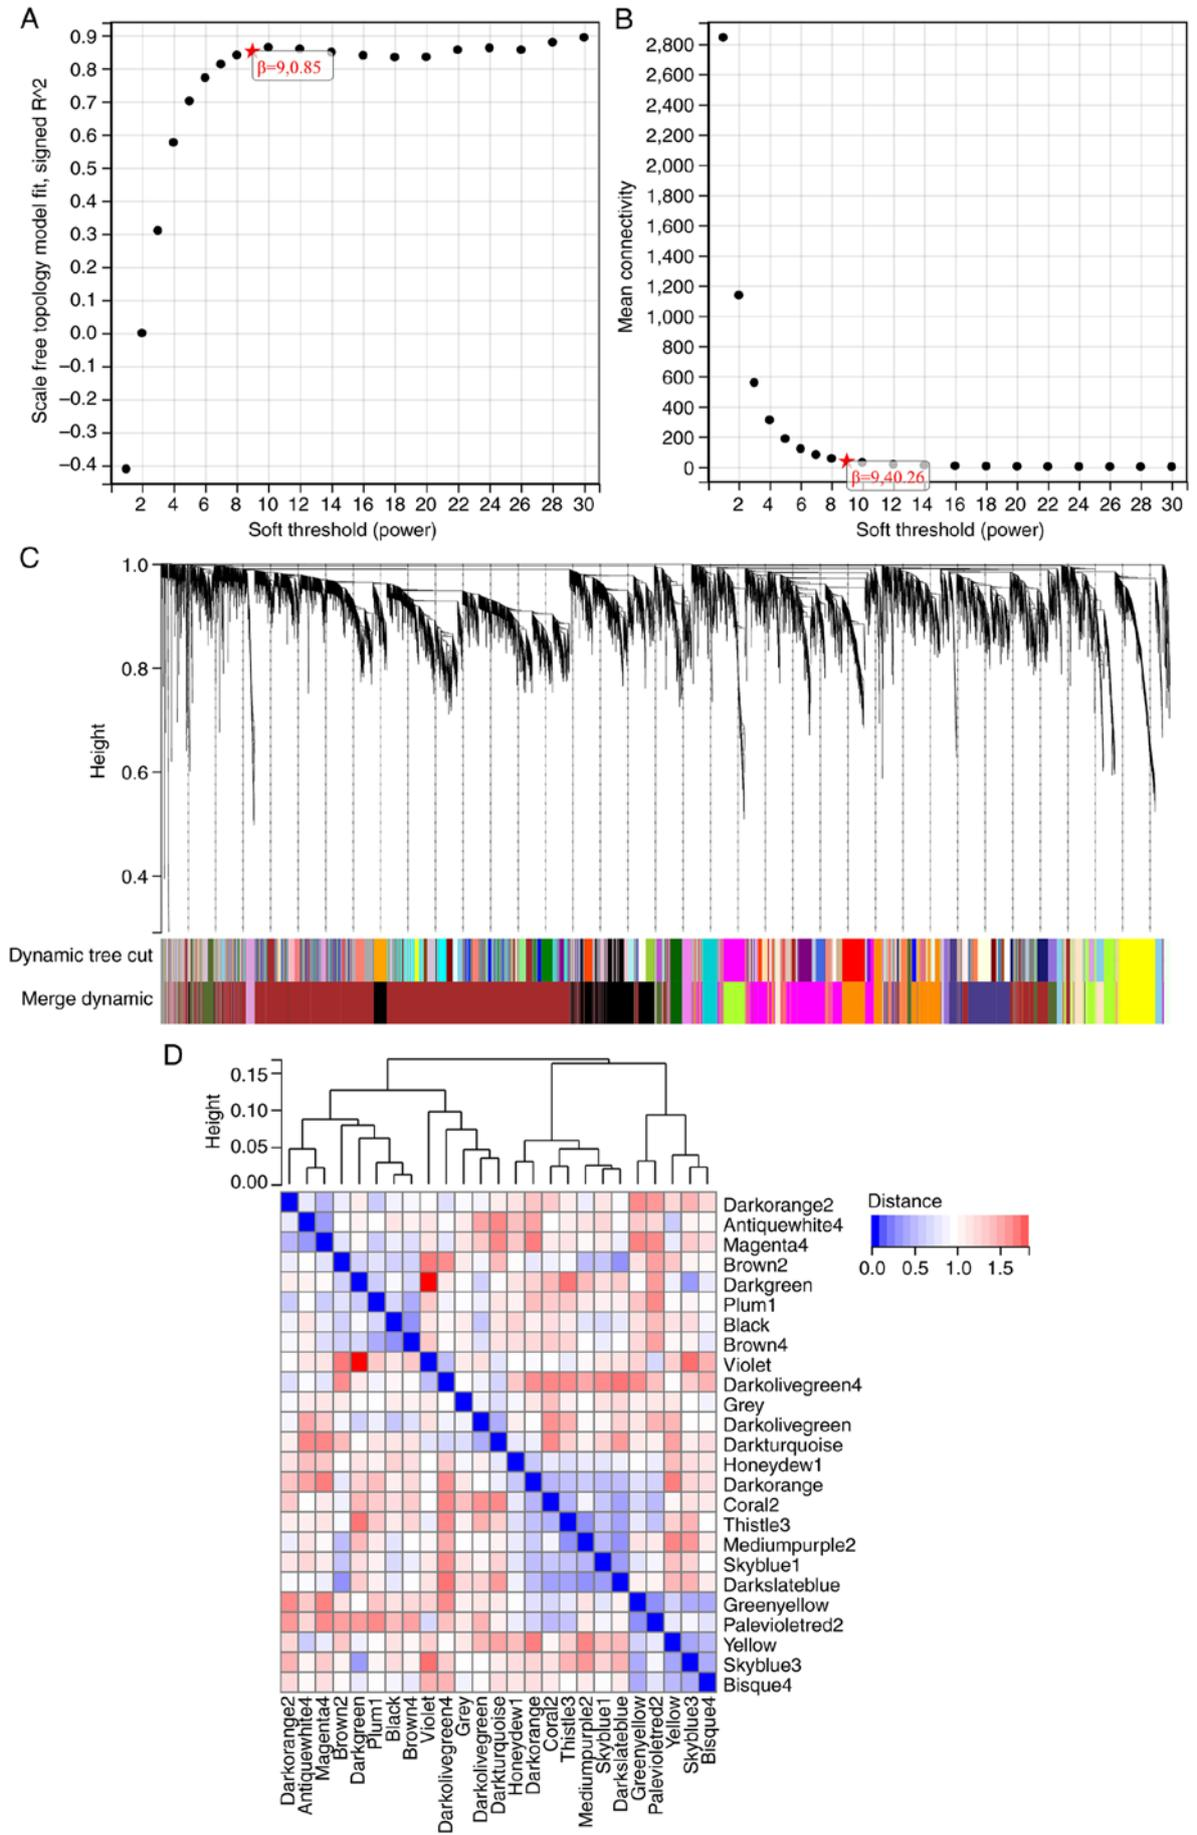 A
Scale free topology model fit, signed R^2
0.9
0.8
0.7
0.6
0.5
0.4
0.3
0.2
0.1
0.0
−0.1
−0.2
−0.3
−0.4
β=9,0.85
2 4 6 8 10 12 14 16 18 20 22 24 26 28 30
Soft threshold (power)
B
Mean connectivity
2,800
2,600
2,400
2,200
2,000
1,800
1,600
1,400
1,200
1,000
800
600
400
200
0
β=9,40.26
2 4 6 8 10 12 14 16 18 20 22 24 26 28 30
Soft threshold (power)
C
Height
1.0
0.8
0.6
0.4
Dynamic tree cut
Merge dynamic
D
Height
0.15
0.10
0.05
0.00
Darkorange2
Antiquewhite4
Magenta4
Brown2
Darkgreen
Plum1
Black
Brown4
Violet
Darkolivegreen4
Grey
Darkolivegreen
Darkturquoise
Honeydew1
Darkorange
Coral2
Thistle3
Mediumpurple2
Skyblue1
Darkslateblue
Greenyellow
Palevioletred2
Yellow
Skyblue3
Bisque4
Distance
0.0 0.5 1.0 1.5
Darkorange2
Antiquewhite4
Magenta4
Brown2
Darkgreen
Plum1
Black
Brown4
Violet
Darkolivegreen4
Grey
Darkolivegreen
Darkturquoise
Honeydew1
Darkorange
Coral2
Thistle3
Mediumpurple2
Skyblue1
Darkslateblue
Greenyellow
Palevioletred2
Yellow
Skyblue3
Bisque4